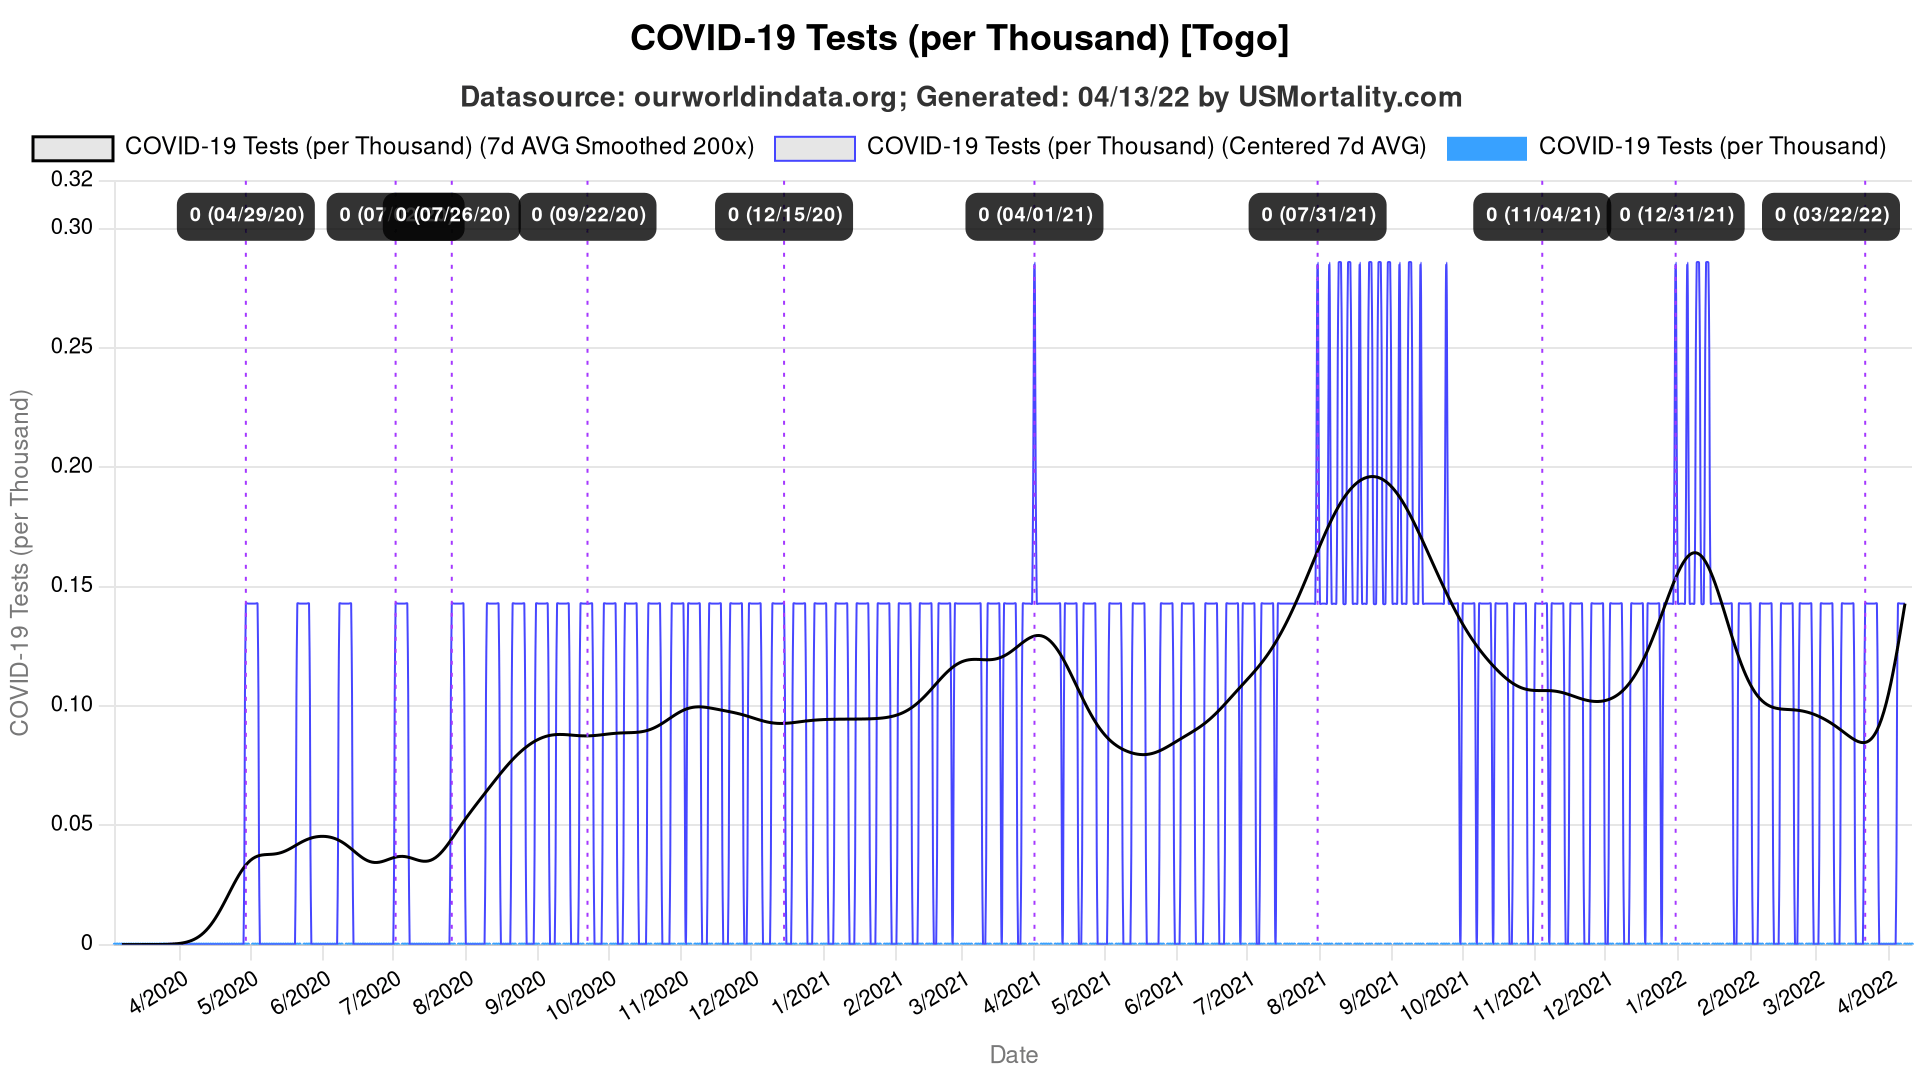 COVID-19 Tests (per Thousand) [Togo]
Datasource: ourworldindata.org; Generated: 04/13/22 by USMortality.com
COVID-19 Tests (per Thousand) (7d AVG Smoothed 200x) COVID-19 Tests (per Thousand) (Centered 7d AVG) COVID-19 Tests (per Thousand)
0.32
0 (04/29/20) 0 (07/ 0 (07/26/20) 0 (09/22/20) 0 (12/15/20) 0 (04/01/21) 0 (07/31/21) 0 (11/04/21) 0 (12/31/21) 0 (03/22/22)
0.30
0.25
0.20
0.15
0.10
0.05
0
COVID-19 Tests (per Thousand)
4/2020 5/2020 6/2020 7/2020 8/2020 9/2020 10/2020 11/2020 12/2020 1/2021 2/2021 3/2021 4/2021 5/2021 6/2021 7/2021 8/2021 9/2021 10/2021 11/2021 12/2021 1/2022 2/2022 3/2022 4/2022
Date